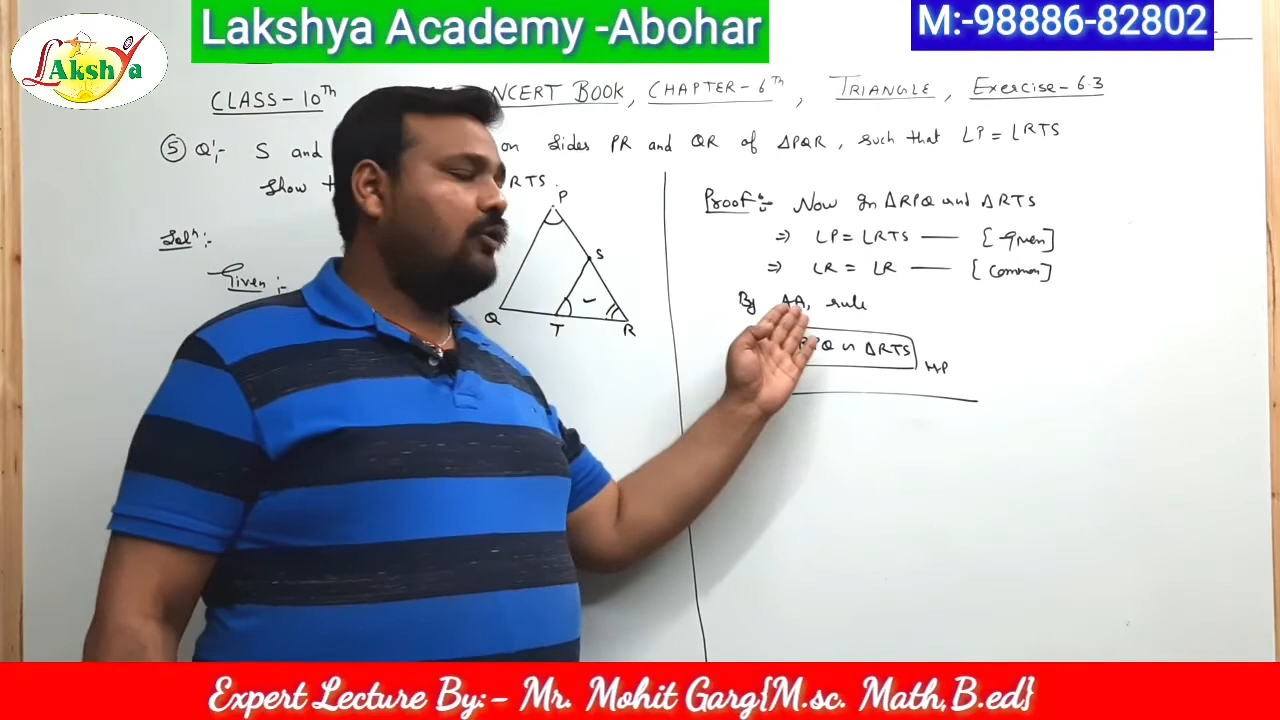 Lakshya Academy -Abohar
M:-98886-82802
Lakshya
CLASS-10Th NCERT BOOK, CHAPTER-6Th, TRIANGLE, Exercise-6.3
⑤ Q:- S and on sides PR and QR of ΔPQR, such that ∠P = ∠RTS
Show RTS.
Solⁿ:-
Given:-
P
S
Q
T
R
Proof:- Now In ΔRPQ and ΔRTS
⇒ ∠P = ∠RTS — [Given]
⇒ ∠R = ∠R — [Common]
By AA, rule
PQ ~ ΔRTS
HP
Expert Lecture By:- Mr. Mohit Garg{M.sc. Math,B.ed}